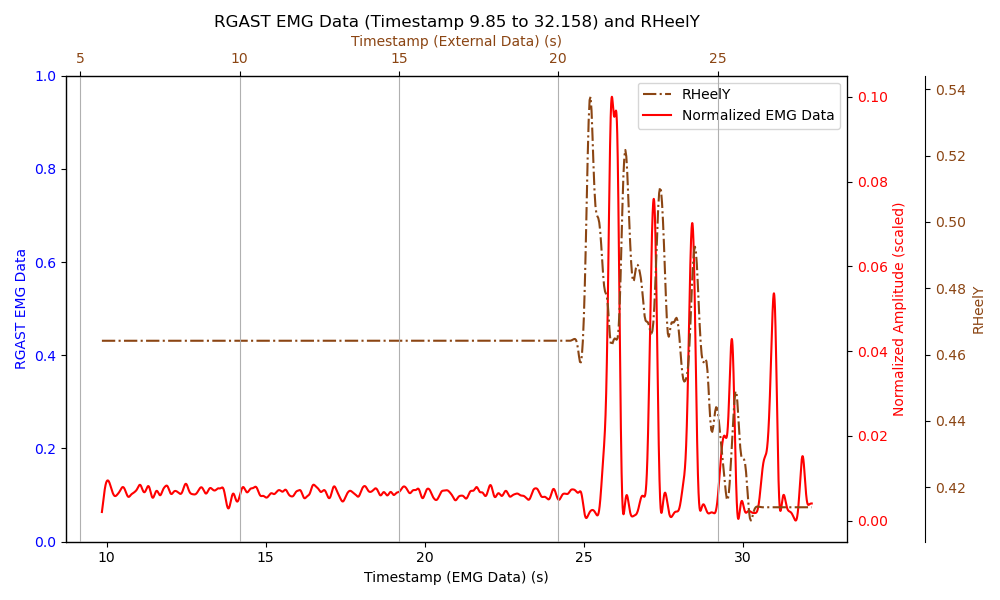 RGAST EMG Data (Timestamp 9.85 to 32.158) and RHeelY
Timestamp (External Data) (s)
5 10 15 20 25
RHeelY
Normalized EMG Data
1.0
0.8
0.6
0.4
0.2
0.0
RGAST EMG Data
0.10
0.08
0.06
0.04
0.02
0.00
Normalized Amplitude (scaled)
0.54
0.52
0.50
0.48
0.46
0.44
0.42
RHeelY
10 15 20 25 30
Timestamp (EMG Data) (s)